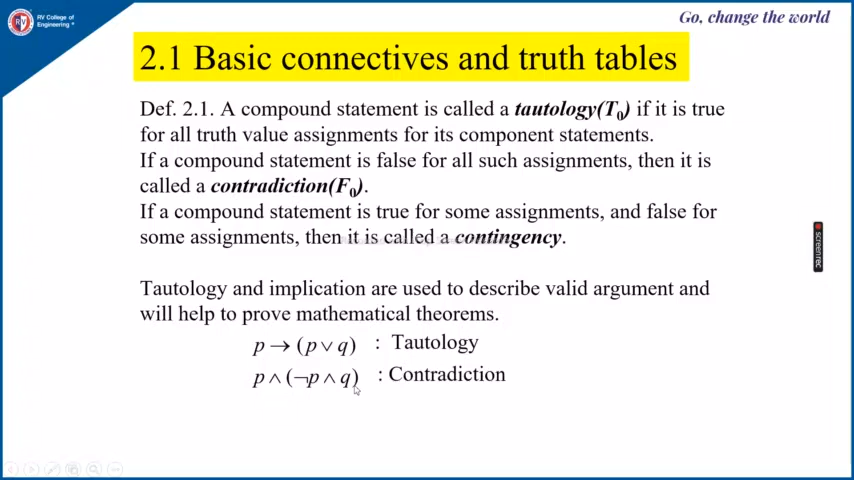 RV College of
Engineering
Go, change the world
2.1 Basic connectives and truth tables
Def. 2.1. A compound statement is called a tautology(T₀) if it is true
for all truth value assignments for its component statements.
If a compound statement is false for all such assignments, then it is
called a contradiction(F₀).
If a compound statement is true for some assignments, and false for
some assignments, then it is called a contingency.
Tautology and implication are used to describe valid argument and
will help to prove mathematical theorems.
p → (p ∨ q) : Tautology
p ∧ (¬p ∧ q) : Contradiction
screenrec